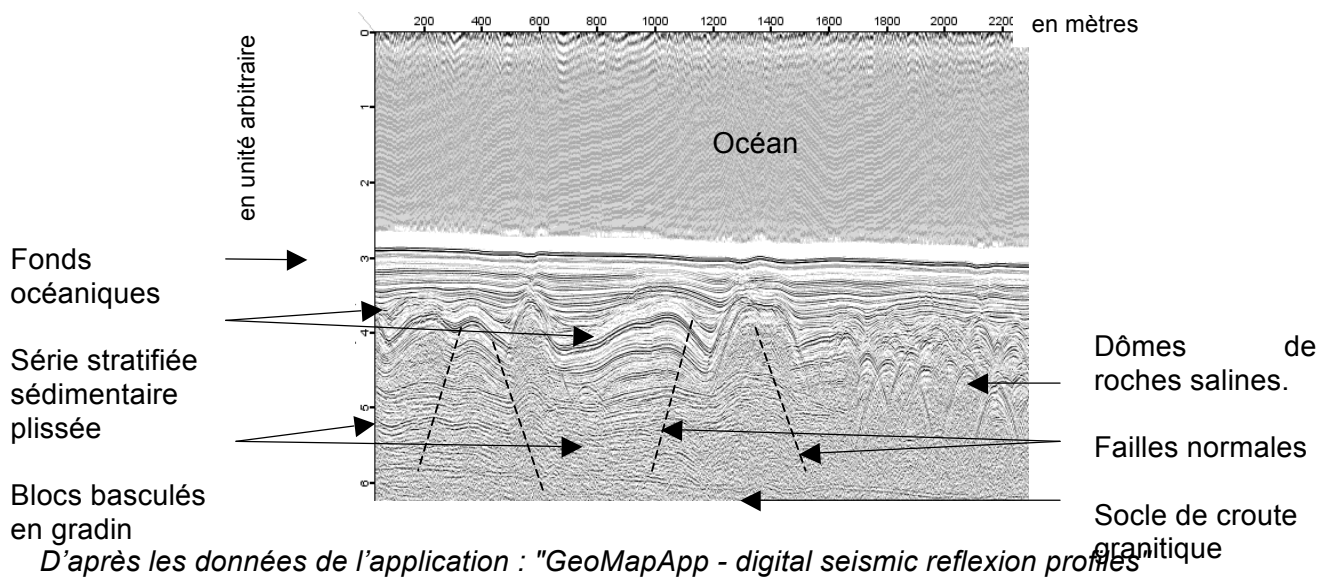 200 400 600 800 1000 1200 1400 1600 1800 2000 2200
en mètres
en unité arbitraire
0
1
2
3
4
5
6
Océan
Fonds
océaniques
Série stratifiée
sédimentaire
plissée
Blocs basculés
en gradin
Dômes de
roches salines.
Failles normales
Socle de croute
granitique
D'après les données de l'application : "GeoMapApp - digital seismic reflexion profiles"